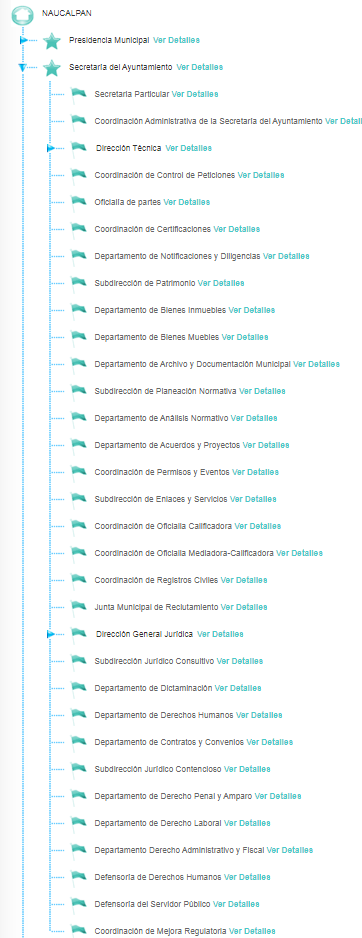 NAUCALPAN
Presidencia Municipal Ver Detalles
Secretaría del Ayuntamiento Ver Detalles
Secretaría Particular Ver Detalles
Coordinación Administrativa de la Secretaría del Ayuntamiento Ver Detall
Dirección Técnica Ver Detalles
Coordinación de Control de Peticiones Ver Detalles
Oficialía de partes Ver Detalles
Coordinación de Certificaciones Ver Detalles
Departamento de Notificaciones y Diligencias Ver Detalles
Subdirección de Patrimonio Ver Detalles
Departamento de Bienes Inmuebles Ver Detalles
Departamento de Bienes Muebles Ver Detalles
Departamento de Archivo y Documentación Municipal Ver Detalles
Subdirección de Planeación Normativa Ver Detalles
Departamento de Análisis Normativo Ver Detalles
Departamento de Acuerdos y Proyectos Ver Detalles
Coordinación de Permisos y Eventos Ver Detalles
Subdirección de Enlaces y Servicios Ver Detalles
Coordinación de Oficialía Calificadora Ver Detalles
Coordinación de Oficialía Mediadora-Calificadora Ver Detalles
Coordinación de Registros Civiles Ver Detalles
Junta Municipal de Reclutamiento Ver Detalles
Dirección General Jurídica Ver Detalles
Subdirección Jurídico Consultivo Ver Detalles
Departamento de Dictaminación Ver Detalles
Departamento de Derechos Humanos Ver Detalles
Departamento de Contratos y Convenios Ver Detalles
Subdirección Jurídico Contencioso Ver Detalles
Departamento de Derecho Penal y Amparo Ver Detalles
Departamento de Derecho Laboral Ver Detalles
Departamento Derecho Administrativo y Fiscal Ver Detalles
Defensoría de Derechos Humanos Ver Detalles
Defensoría del Servidor Público Ver Detalles
Coordinación de Mejora Regulatoria Ver Detalles